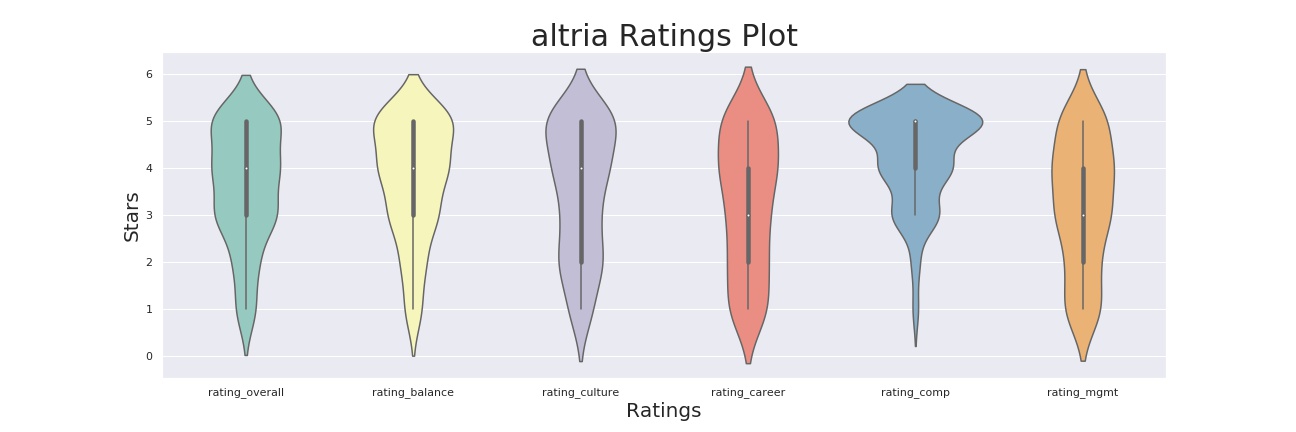 altria Ratings Plot
Stars
6
5
4
3
2
1
0
rating_overall rating_balance rating_culture rating_career rating_comp rating_mgmt
Ratings